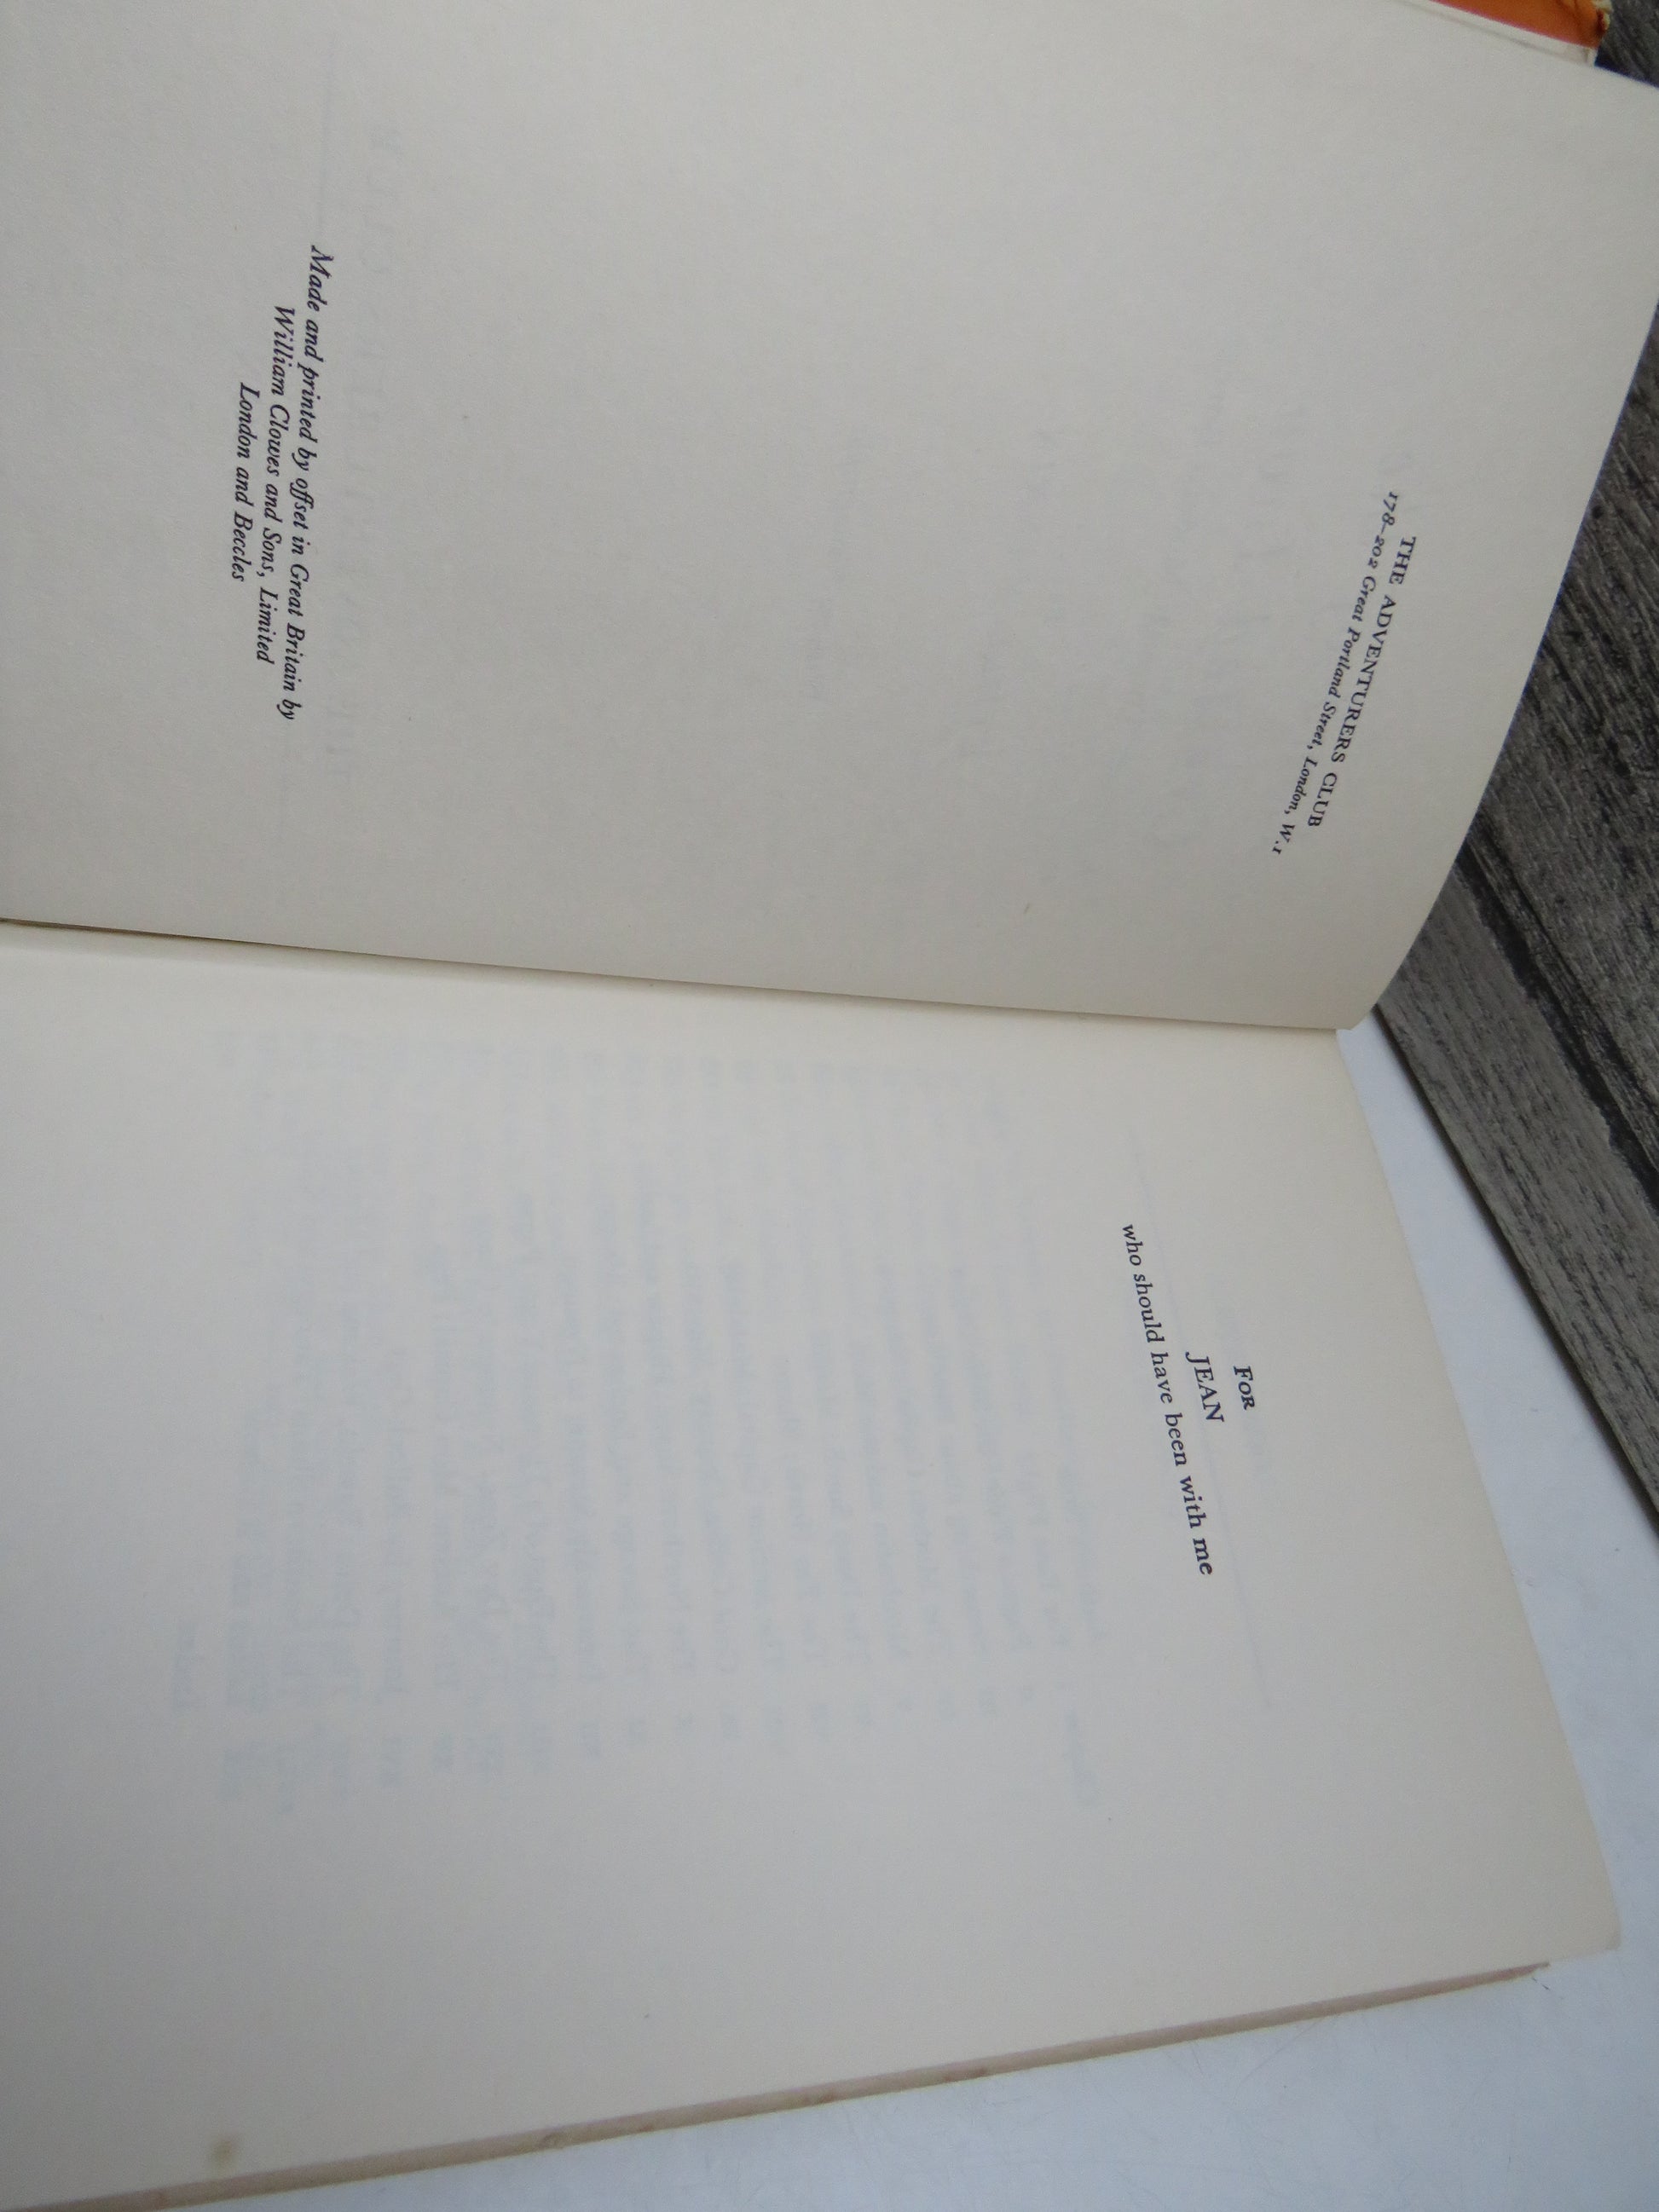 THE ADVENTURERS CLUB
178–202 Great Portland Street, London, W.1
Made and printed by offset in Great Britain by
William Clowes and Sons, Limited
London and Beccles
FOR
JEAN
who should have been with me